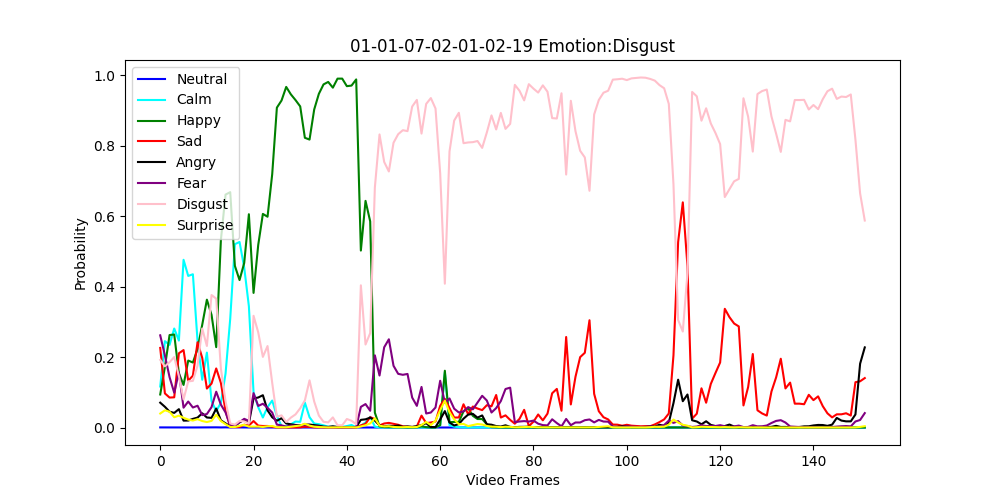 01-01-07-02-01-02-19 Emotion:Disgust
Neutral
Calm
Happy
Sad
Angry
Fear
Disgust
Surprise
1.0
0.8
0.6
0.4
0.2
0.0
Probability
0 20 40 60 80 100 120 140
Video Frames